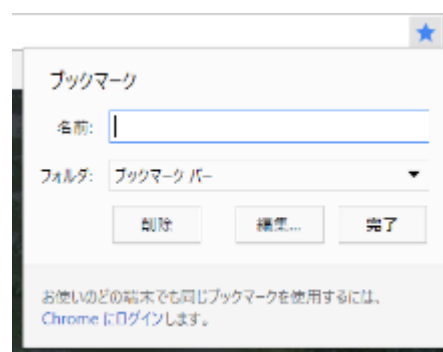 ブックマーク
名前:
フォルダ: ブックマーク バー
削除 編集... 完了
お使いのどの端末でも同じブックマークを使用するには、
Chrome にログインします。